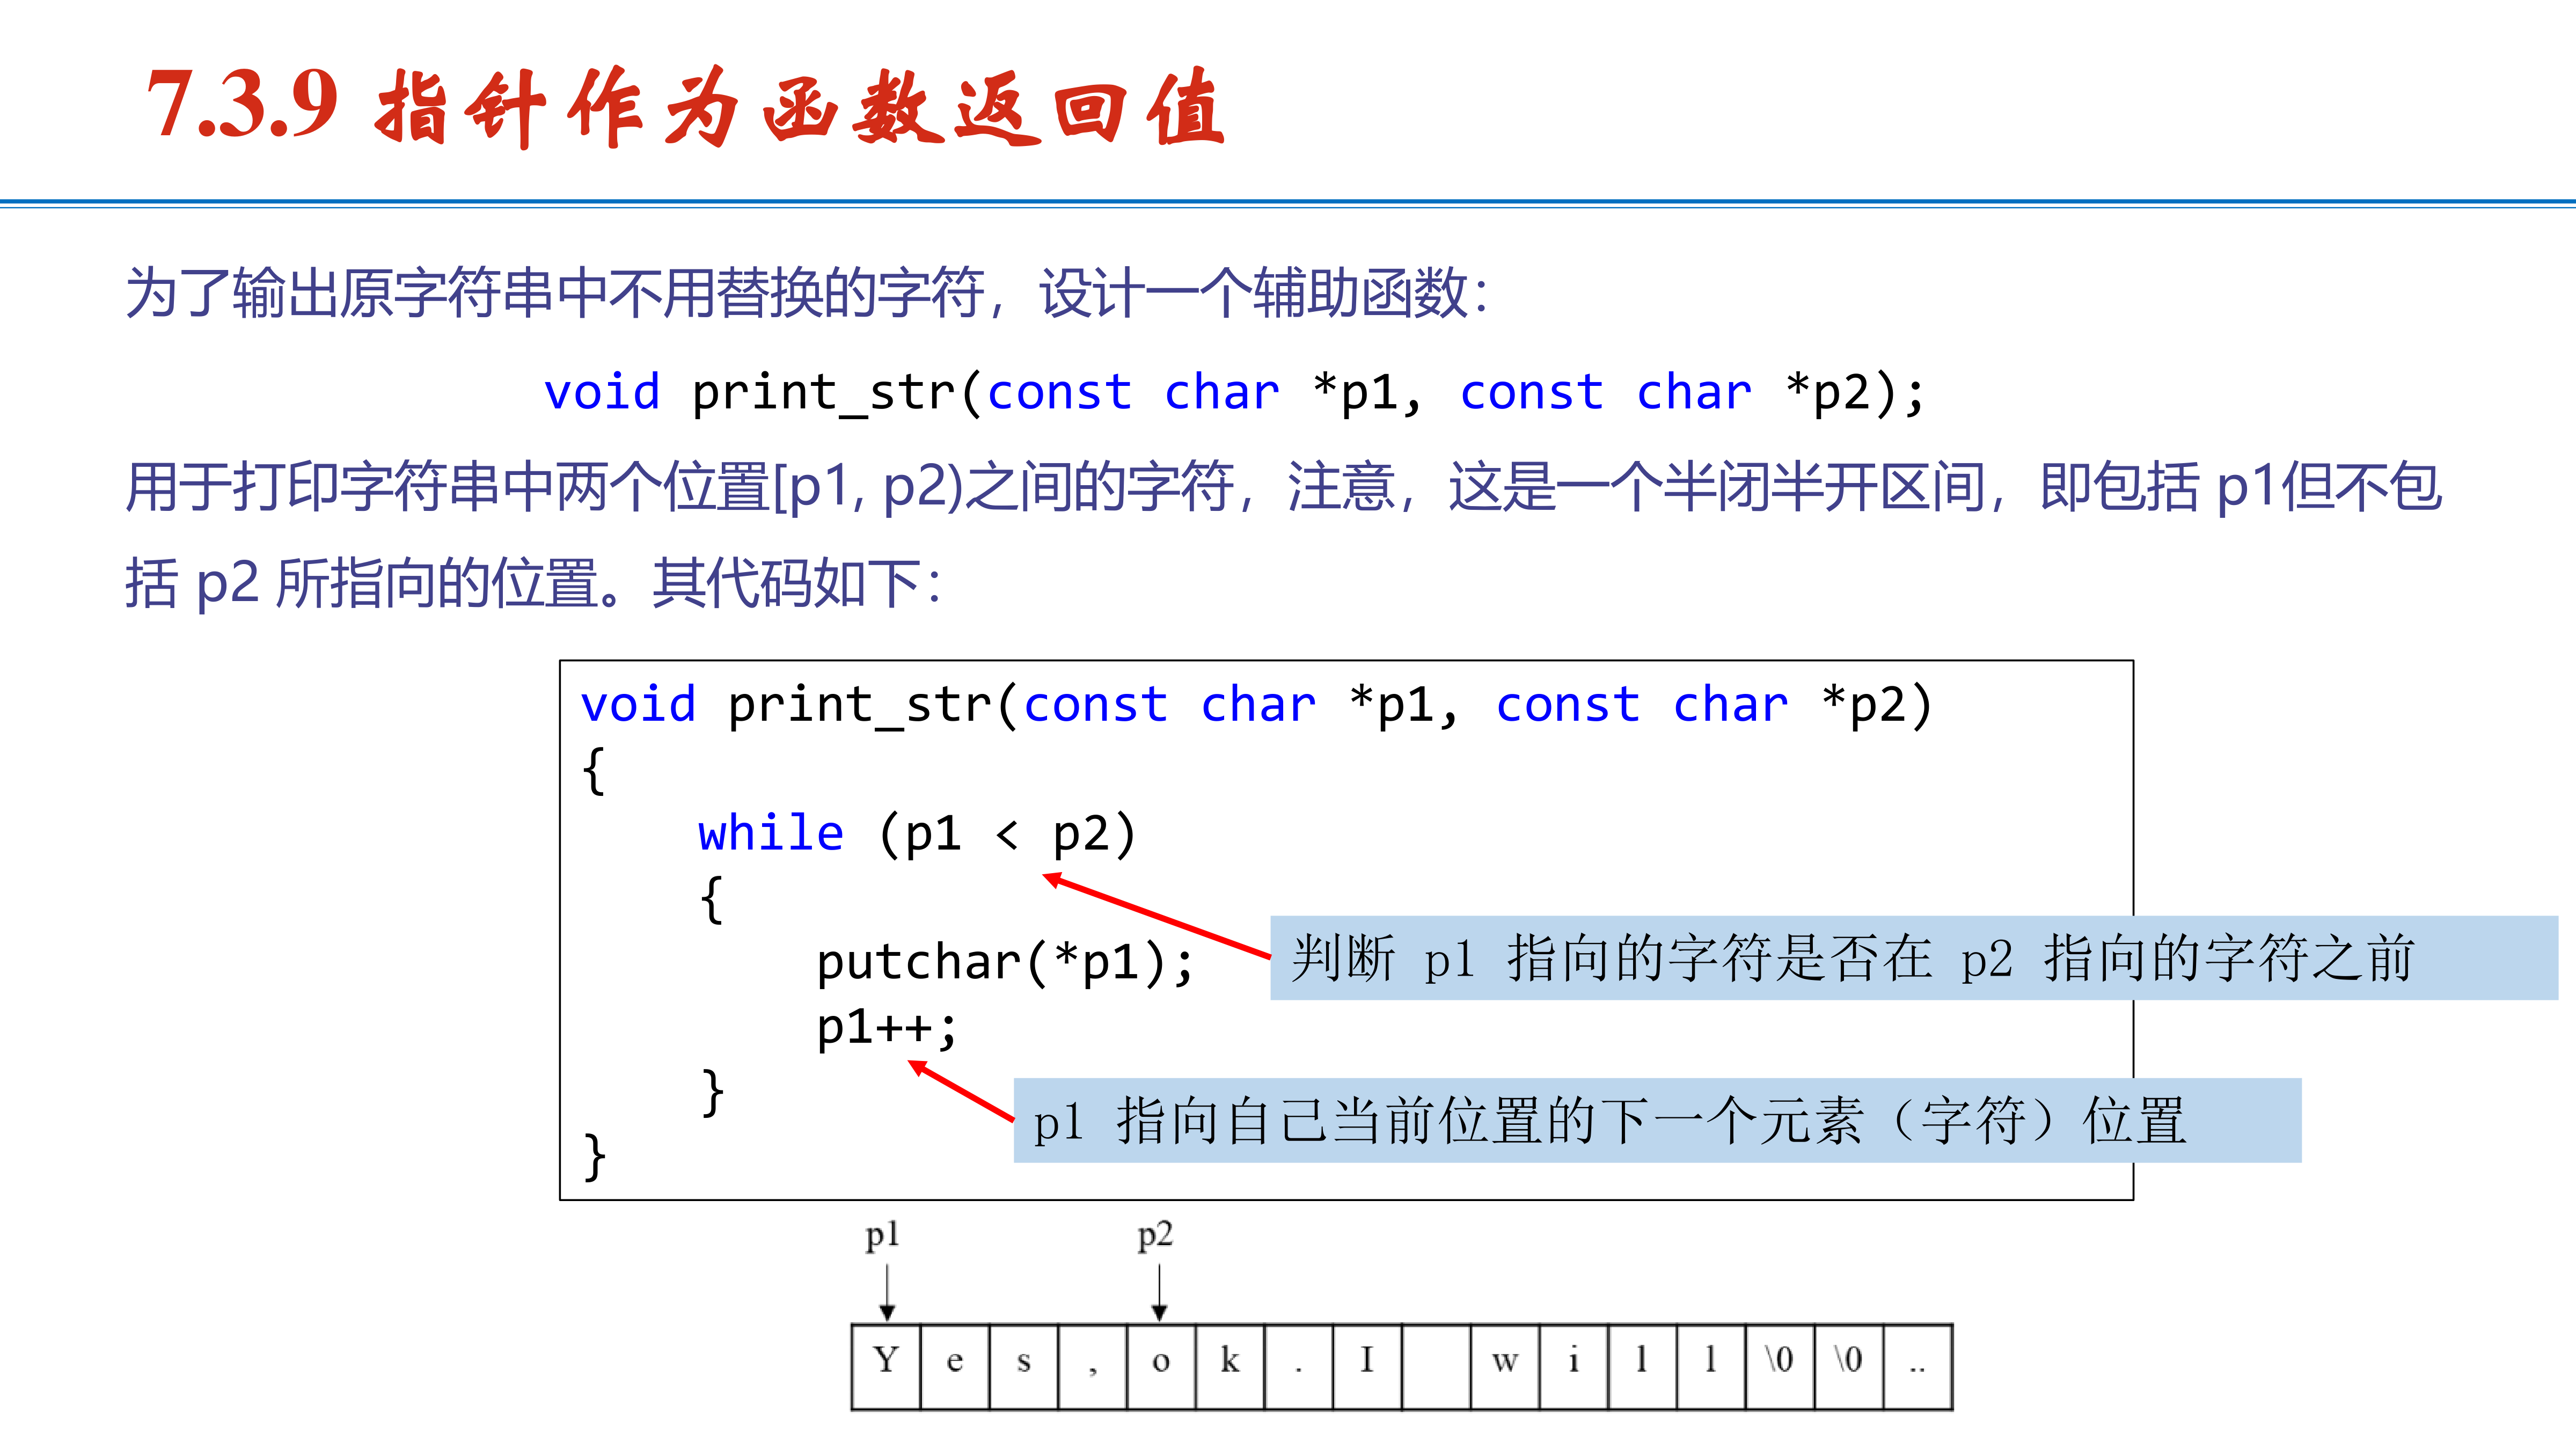 7.3.9 指针作为函数返回值
为了输出原字符串中不用替换的字符，设计一个辅助函数：
void print_str(const char *p1, const char *p2);
用于打印字符串中两个位置[p1, p2)之间的字符，注意，这是一个半闭半开区间，即包括 p1但不包
括 p2 所指向的位置。其代码如下：
void print_str(const char *p1, const char *p2)
{
    while (p1 < p2)
    {
        putchar(*p1);
判断 p1 指向的字符是否在 p2 指向的字符之前
        p1++;
    }
p1 指向自己当前位置的下一个元素（字符）位置
}
p1 p2
Y e s , o k . I w i l l \0 \0 ..